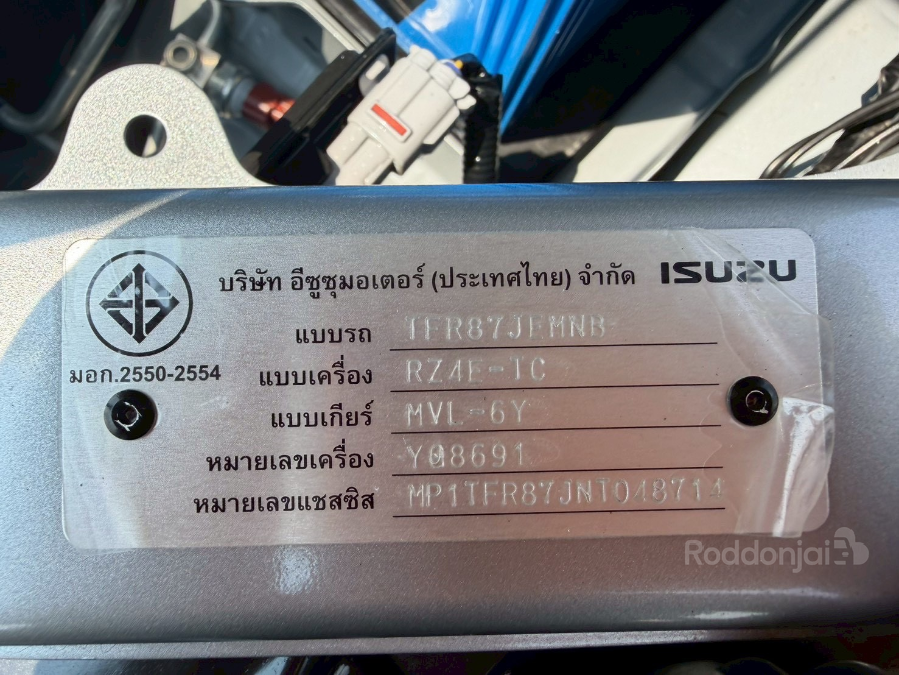 บริษัท อีซูซุมอเตอร์ (ประเทศไทย) จำกัด ISUZU
แบบรถ TFR87JEMNB
มอก.2550-2554
แบบเครื่อง RZ4E-TC
แบบเกียร์ MVL-6Y
หมายเลขเครื่อง YQ8691
หมายเลขแชสซิส MP1TFR87JNT048714
Roddonjai